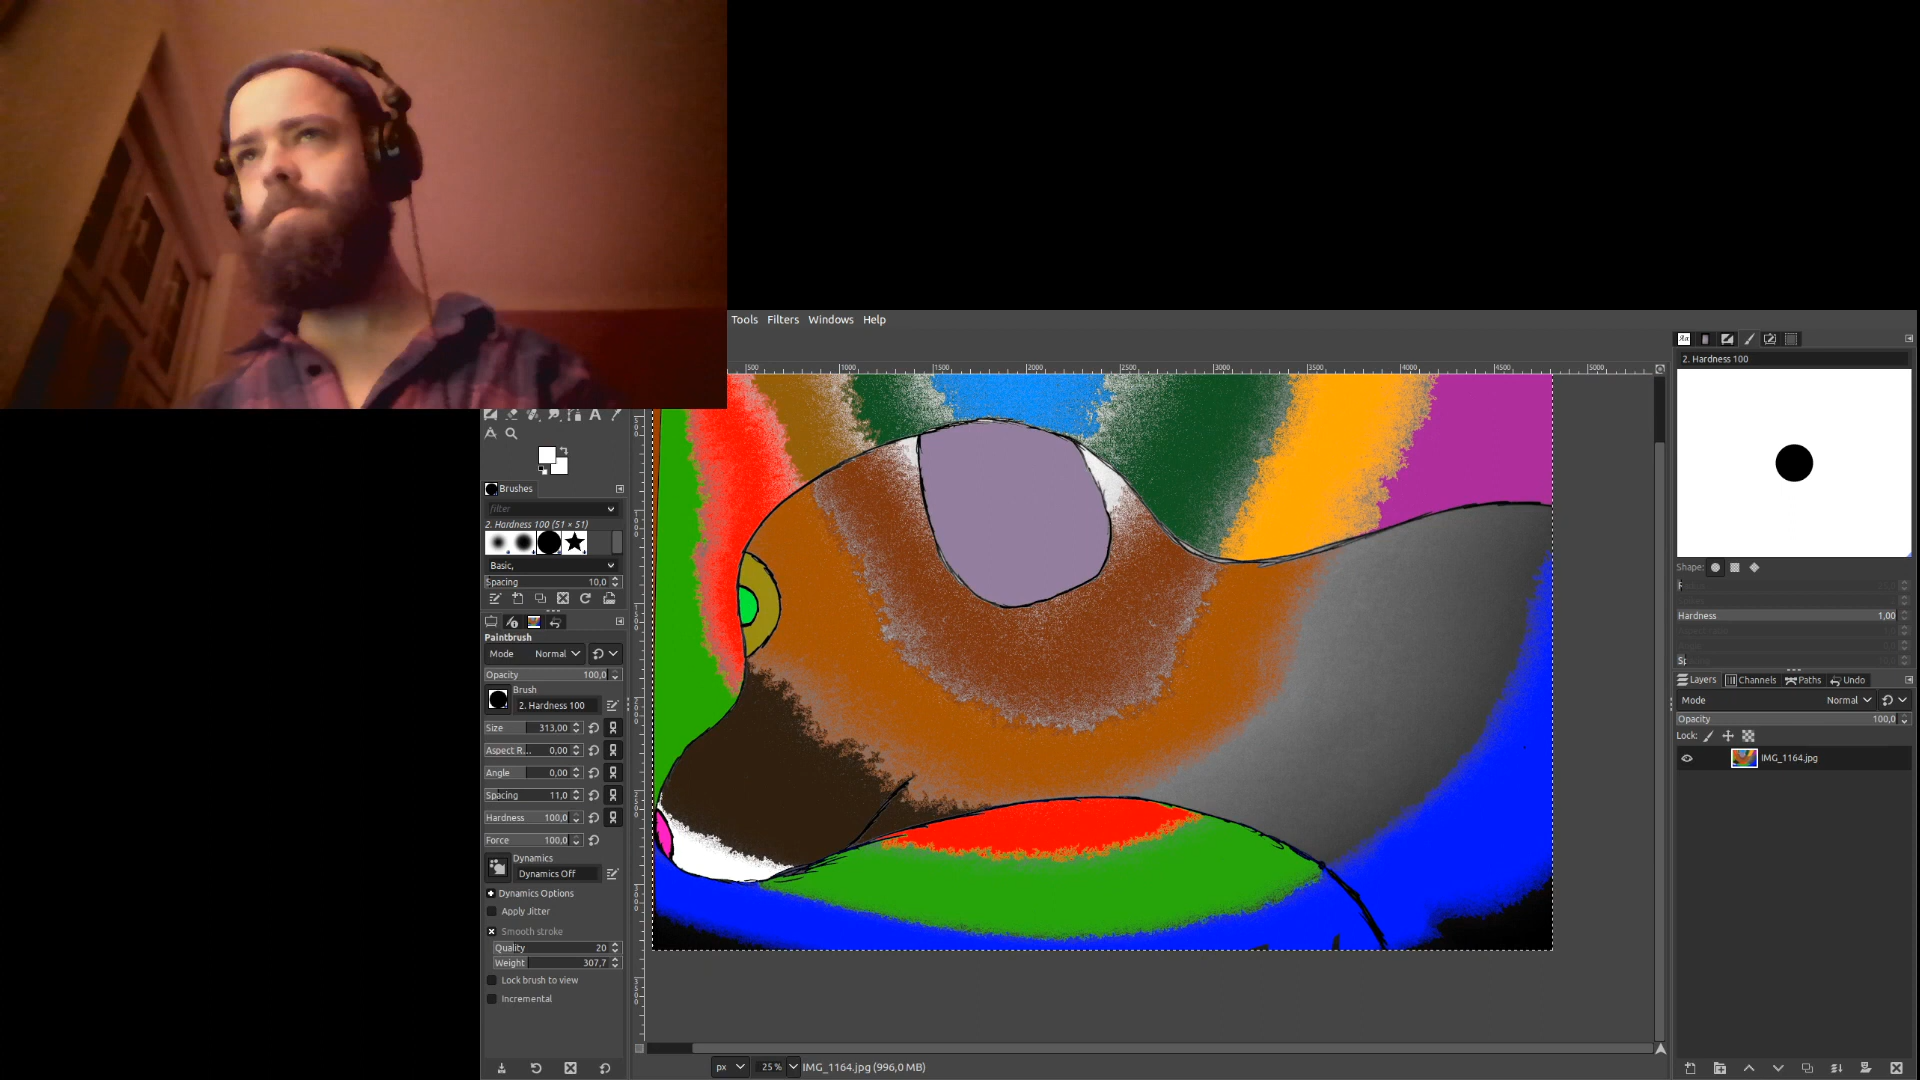 Tools Filters Windows Help
2. Hardness 100
500 1000 1500 2000 2500 3000 3500 4000 4500 5000
Brushes
filter
2. Hardness 100 (51 × 51)
Basic,
Spacing 10,0
Paintbrush
Mode Normal
Opacity 100,0
Brush
2. Hardness 100
Size 313,00
Aspect R... 0,00
Angle 0,00
Spacing 11,0
Hardness 100,0
Force 100,0
Dynamics
Dynamics Off
Dynamics Options
Apply Jitter
Smooth stroke
Quality 20
Weight 307,7
Lock brush to view
Incremental
px 25 % IMG_1164.jpg (996,0 MB)
Shape:
Hardness 1,00
Layers Channels Paths Undo
Mode Normal
Opacity 100,0
Lock:
IMG_1164.jpg